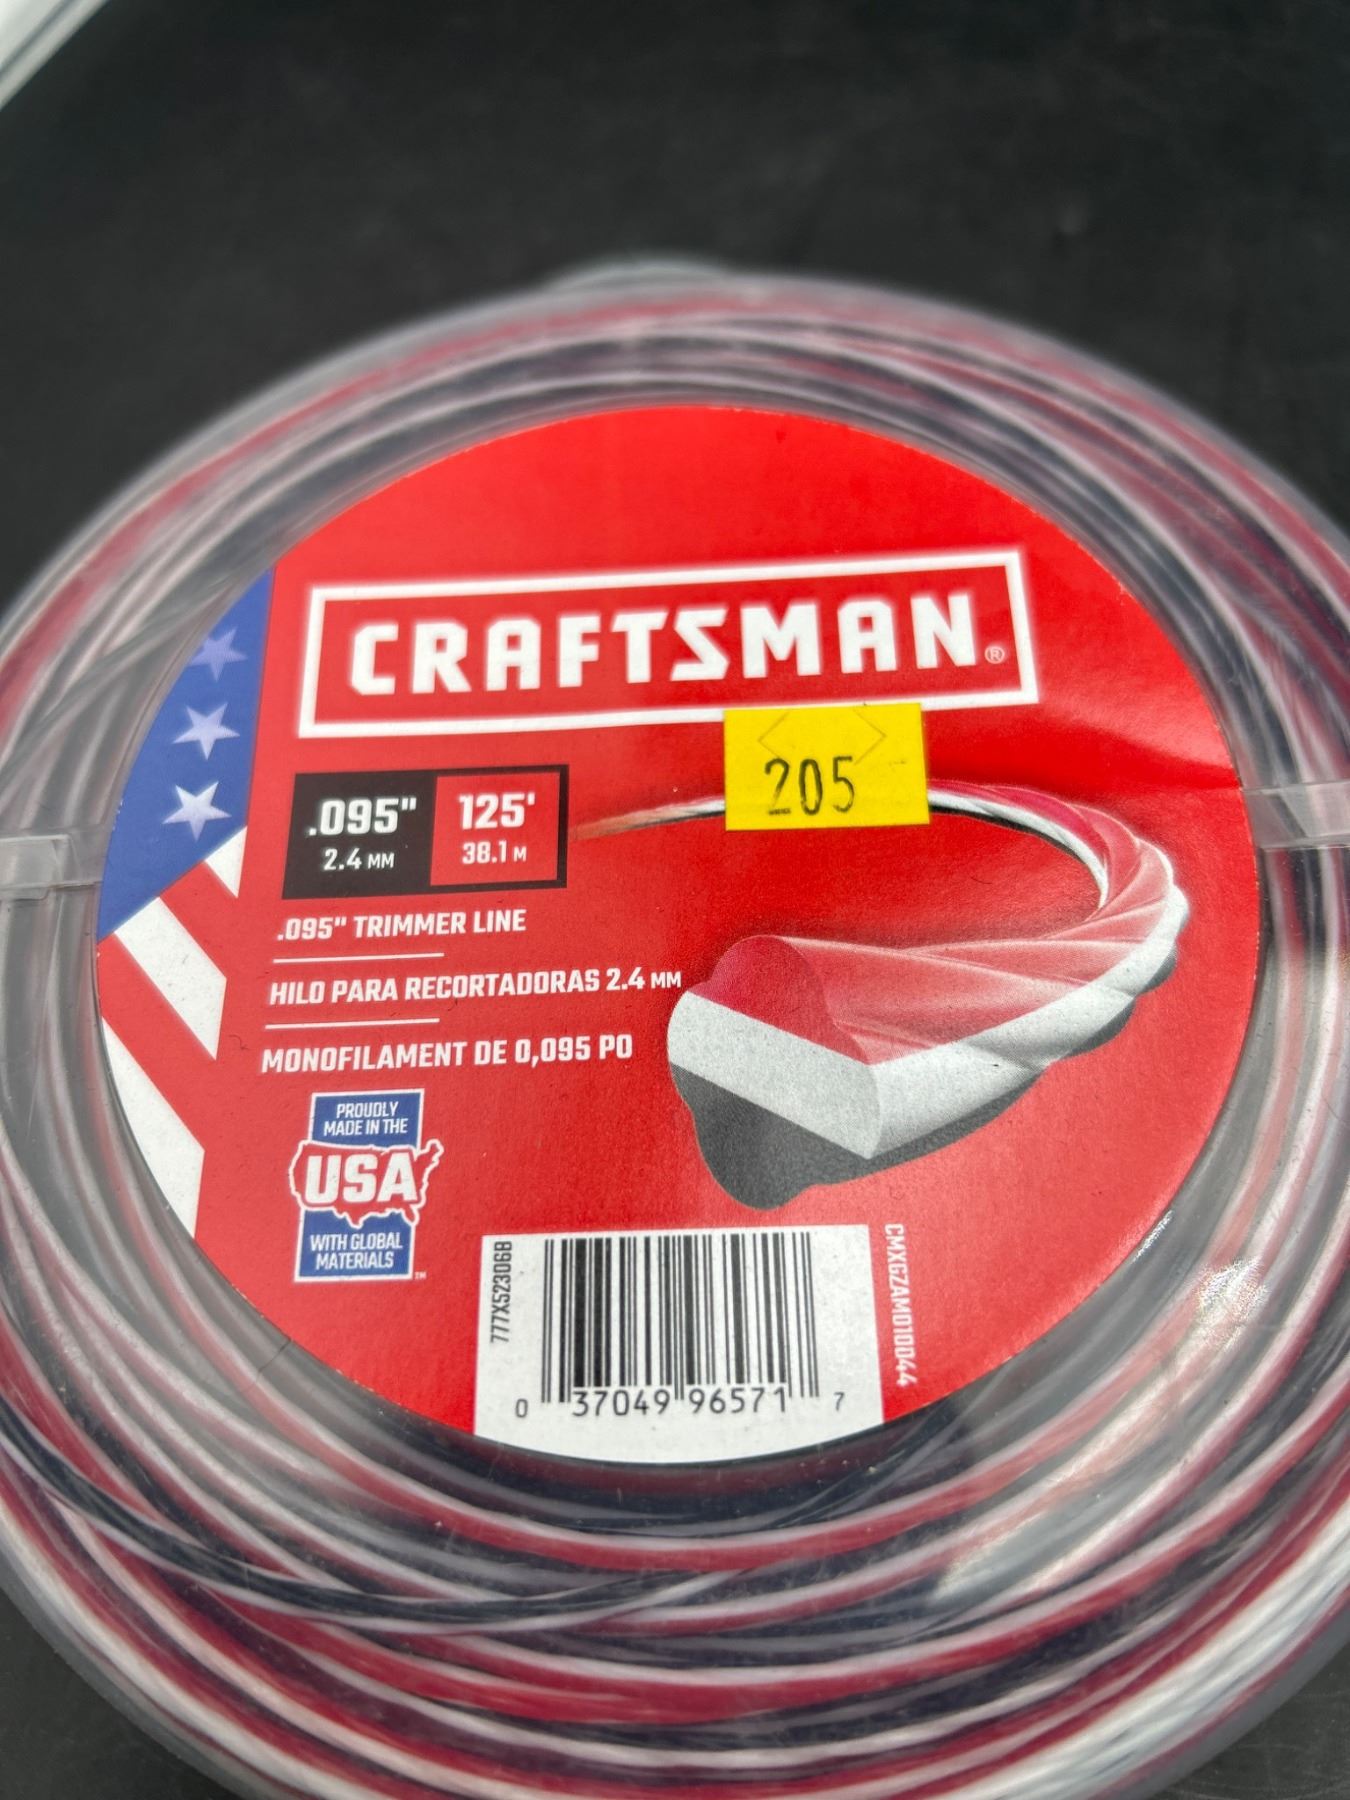 CRAFTSMAN®
205
.095" 125'
2.4 MM 38.1 M
.095" TRIMMER LINE
HILO PARA RECORTADORAS 2.4 MM
MONOFILAMENT DE 0,095 PO
PROUDLY
MADE IN THE
USA
WITH GLOBAL
MATERIALS™
777X52306B
0 37049 96571 7
CMXGZAM010044